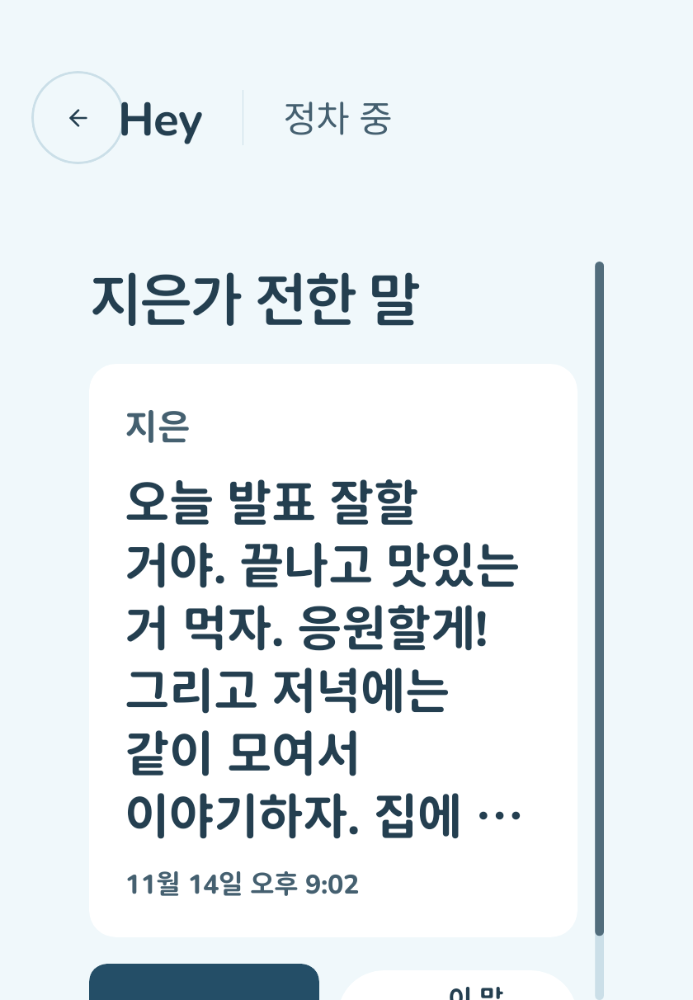 Hey
정차 중
지은가 전한 말
지은
오늘 발표 잘할
거야. 끝나고 맛있는
거 먹자. 응원할게!
그리고 저녁에는
같이 모여서
이야기하자. 집에 …
11월 14일 오후 9:02
이 말